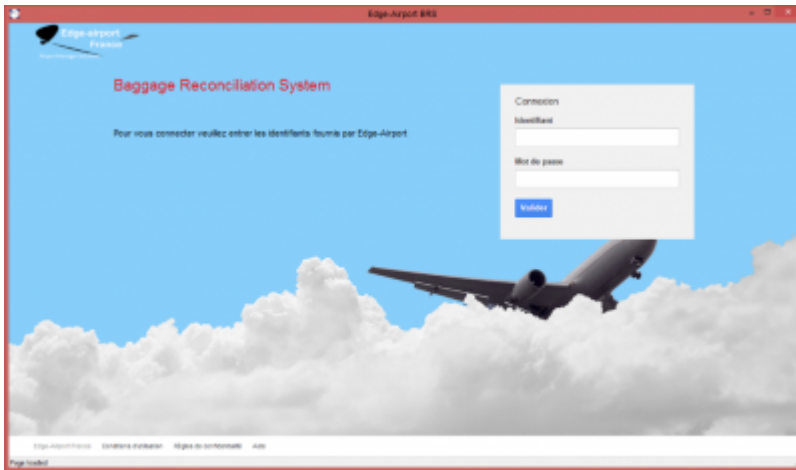 Edge-Airport BRS
Edge-airport
France
Baggage Reconciliation System
Pour vous connecter veuillez entrer les identifiants fournis par Edge-Airport
Connexion
Identifiant
Mot de passe
Valider
Edge-Airport France Conditions d'utilisation Règles de confidentialité Aide
Page loaded